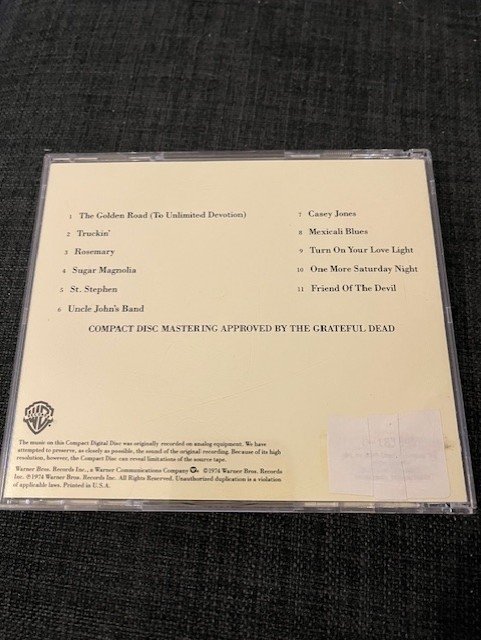 1 The Golden Road (To Unlimited Devotion)
2 Truckin'
3 Rosemary
4 Sugar Magnolia
5 St. Stephen
6 Uncle John's Band
7 Casey Jones
8 Mexicali Blues
9 Turn On Your Love Light
10 One More Saturday Night
11 Friend Of The Devil
COMPACT DISC MASTERING APPROVED BY THE GRATEFUL DEAD
The music on this Compact Digital Disc was originally recorded on analog equipment. We have
attempted to preserve, as closely as possible, the sound of the original recording. Because of its high
resolution, however, the Compact Disc can reveal limitations of the source tape.
Warner Bros. Records Inc., a Warner Communications Company ©1974 Warner Bros. Records
Inc. ℗1974 Warner Bros. Records Inc. All Rights Reserved. Unauthorized duplication is a violation
of applicable laws. Printed in U.S.A.